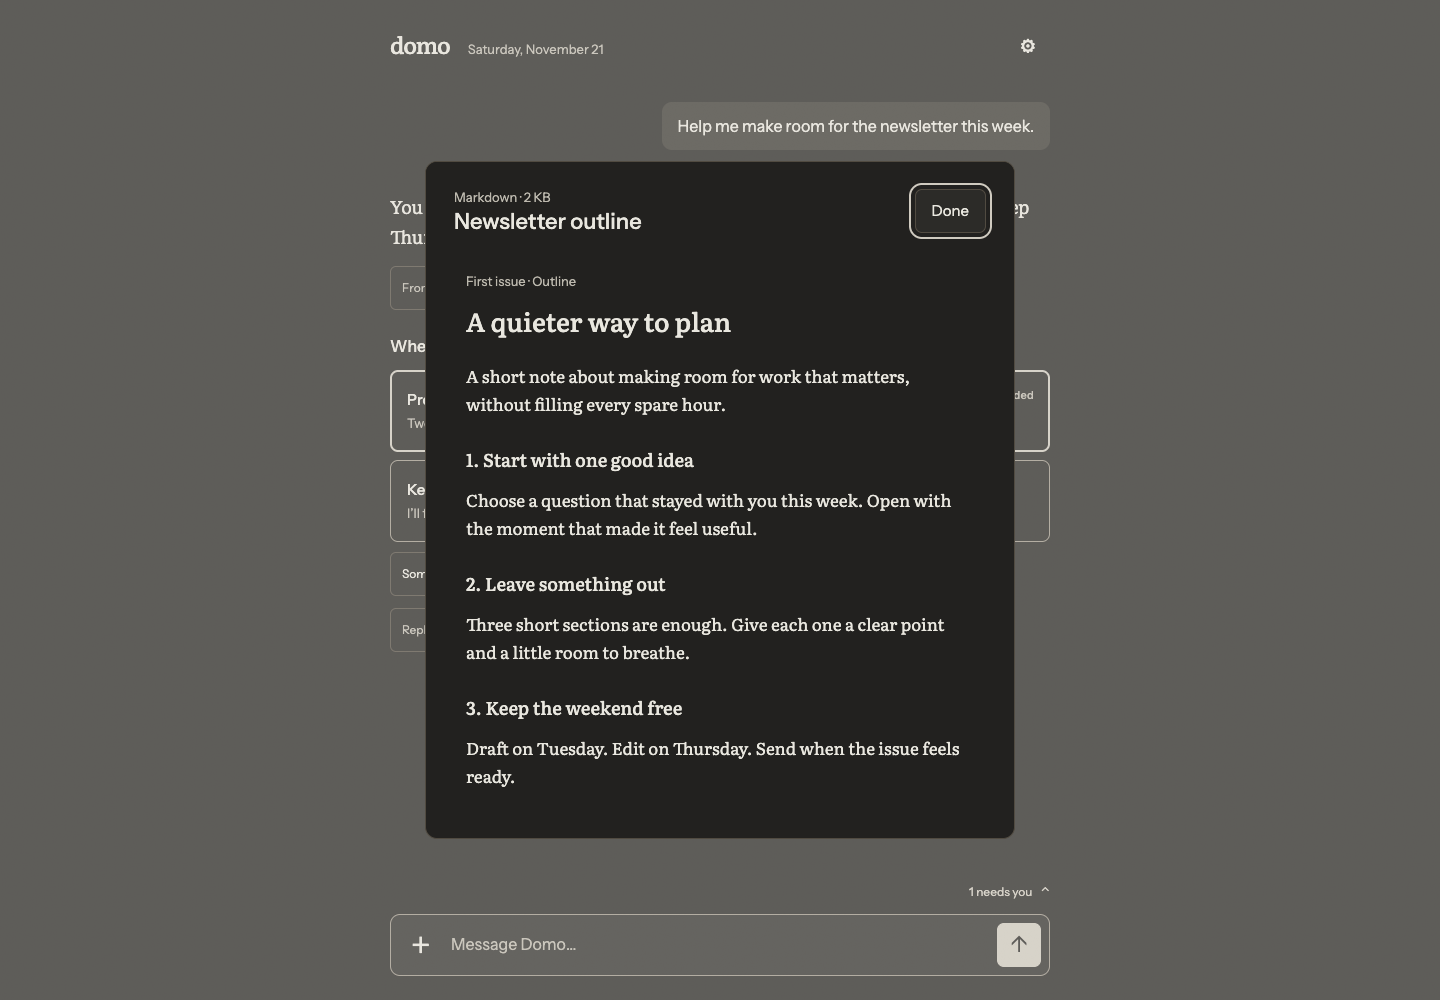 domo Saturday, November 21
Help me make room for the newsletter this week.
You
Markdown · 2 KB
Newsletter outline
Done
First issue · Outline
A quieter way to plan
A short note about making room for work that matters,
without filling every spare hour.
1. Start with one good idea
Choose a question that stayed with you this week. Open with
the moment that made it feel useful.
2. Leave something out
Three short sections are enough. Give each one a clear point
and a little room to breathe.
3. Keep the weekend free
Draft on Tuesday. Edit on Thursday. Send when the issue feels
ready.
1 needs you
Message Domo...